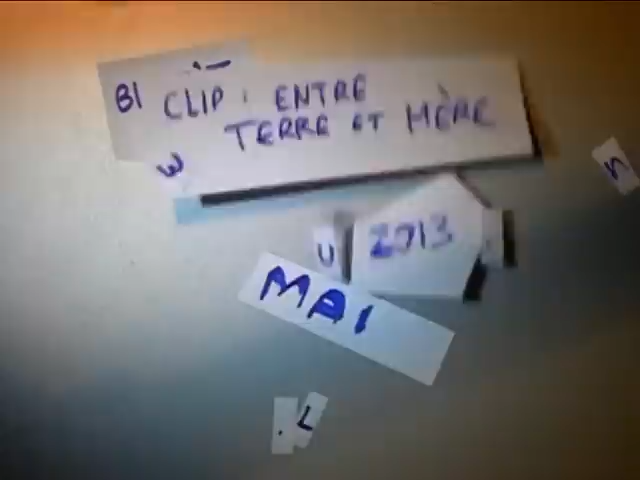 BI CLIP : ENTRE
TERRE ET MÈRE
U 2013
MAI
L